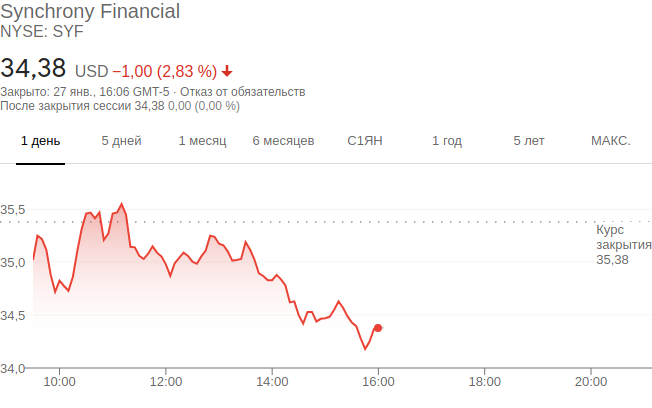 Synchrony Financial
NYSE: SYF
34,38 USD −1,00 (2,83 %)
Закрыто: 27 янв., 16:06 GMT-5 · Отказ от обязательств
После закрытия сессии 34,38 0,00 (0,00 %)
1 день 5 дней 1 месяц 6 месяцев С1ЯН 1 год 5 лет МАКС.
35,5
Курс
закрытия
35,38
35,0
34,5
34,0
10:00 12:00 14:00 16:00 18:00 20:00